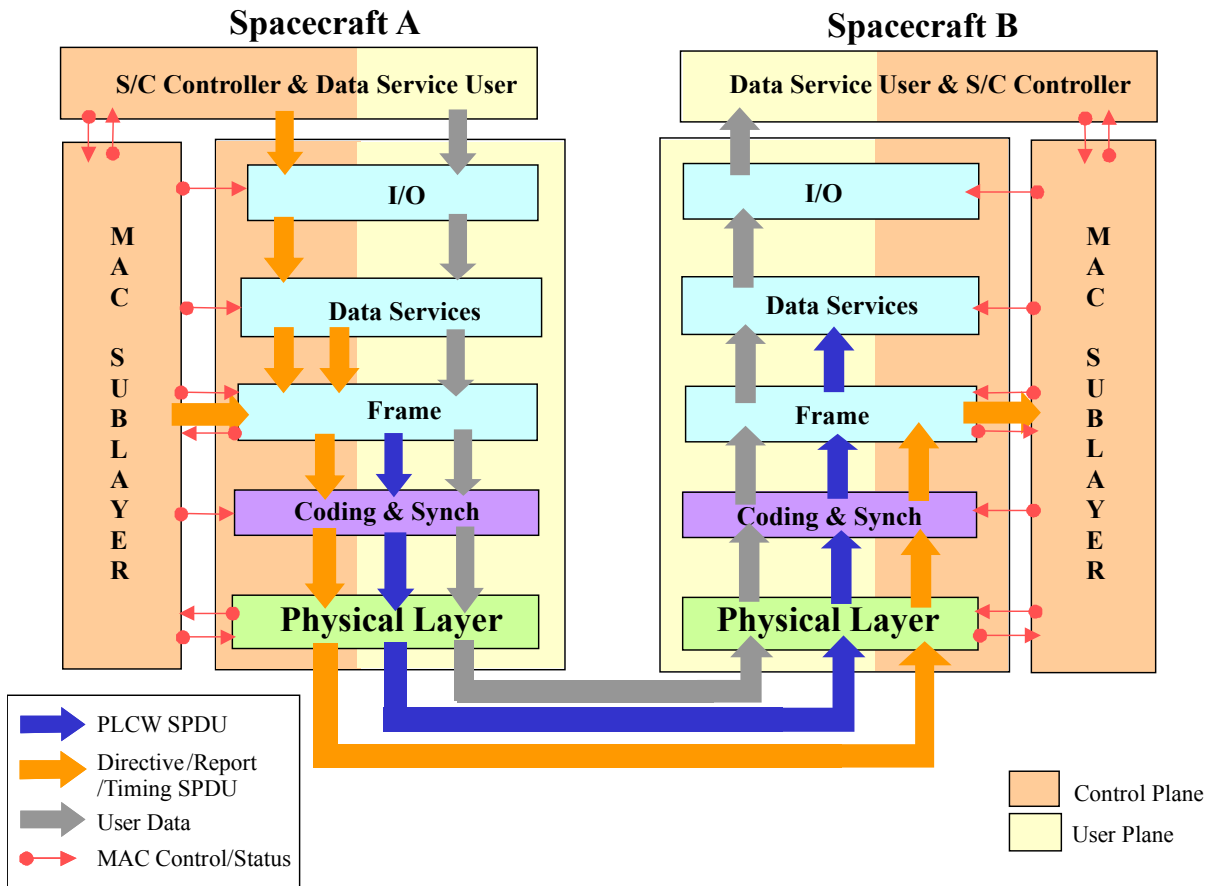 Spacecraft A
Spacecraft B
S/C Controller & Data Service User
Data Service User & S/C Controller
I/O
I/O
M
A
C
S
U
B
L
A
Y
E
R
M
A
C
S
U
B
L
A
Y
E
R
Data Services
Data Services
Frame
Frame
Coding & Synch
Coding & Synch
Physical Layer
Physical Layer
PLCW SPDU
Directive/Report
/Timing SPDU
User Data
MAC Control/Status
Control Plane
User Plane